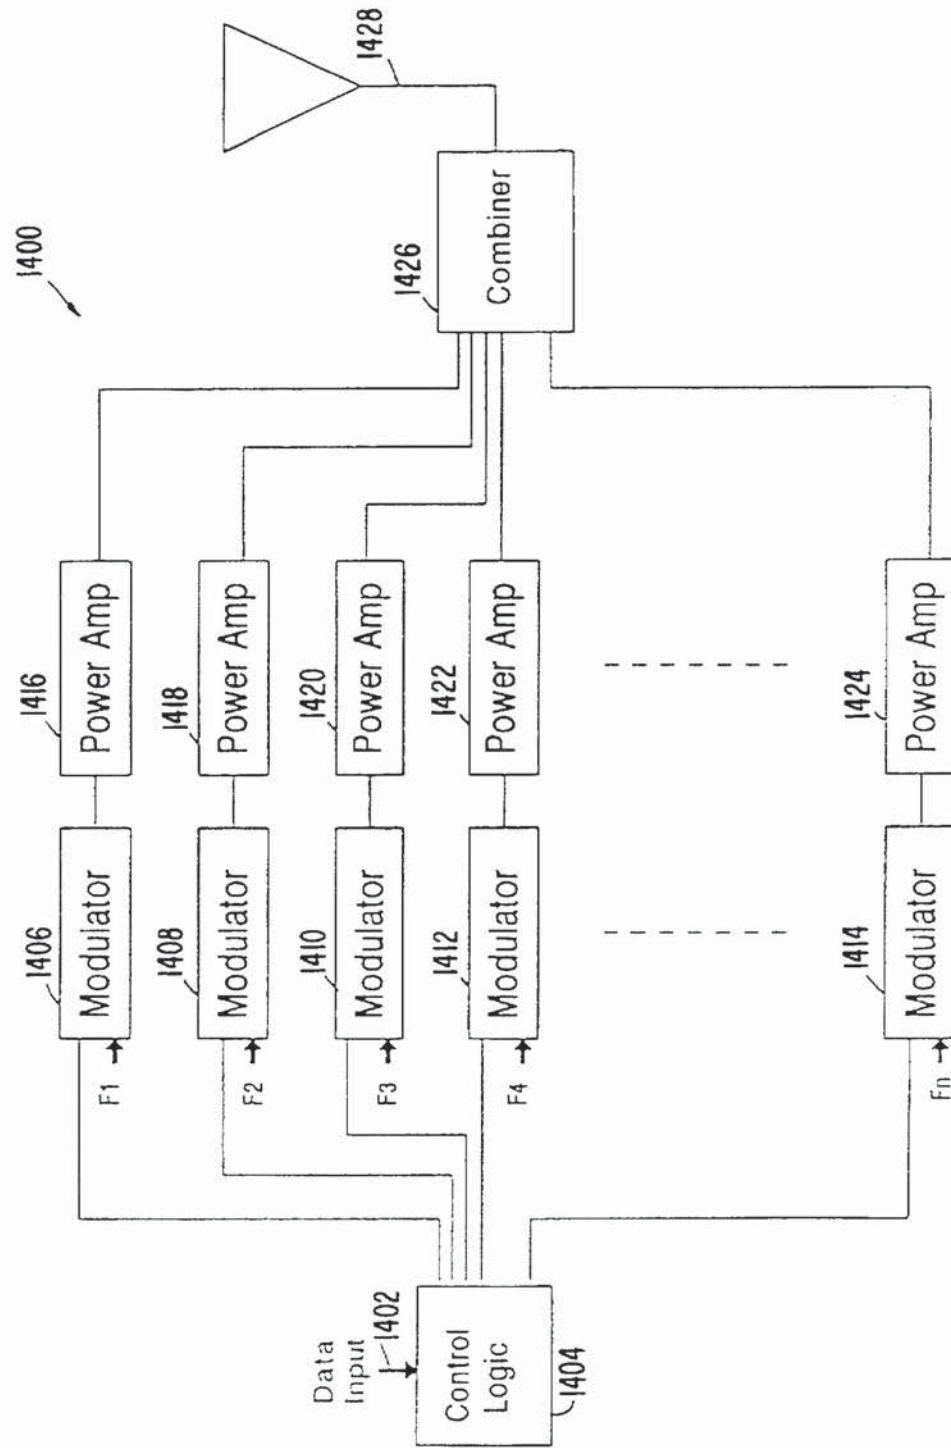 1400
Data
Input
1402
Control
Logic
1404
F1
1406
Modulator
1416
Power Amp
F2
1408
Modulator
1418
Power Amp
F3
1410
Modulator
1420
Power Amp
F4
1412
Modulator
1422
Power Amp
Fn
1414
Modulator
1424
Power Amp
1426
Combiner
1428